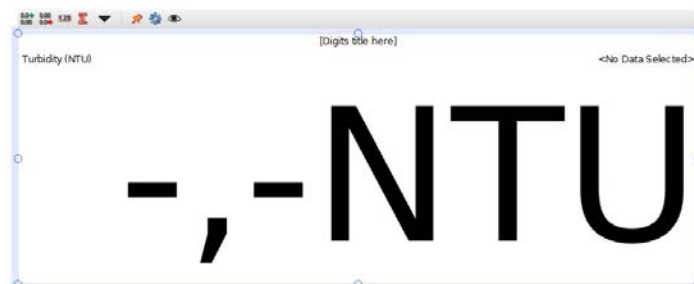 [Digits title here]
Turbidity (NTU) <No Data Selected>
-,-NTU